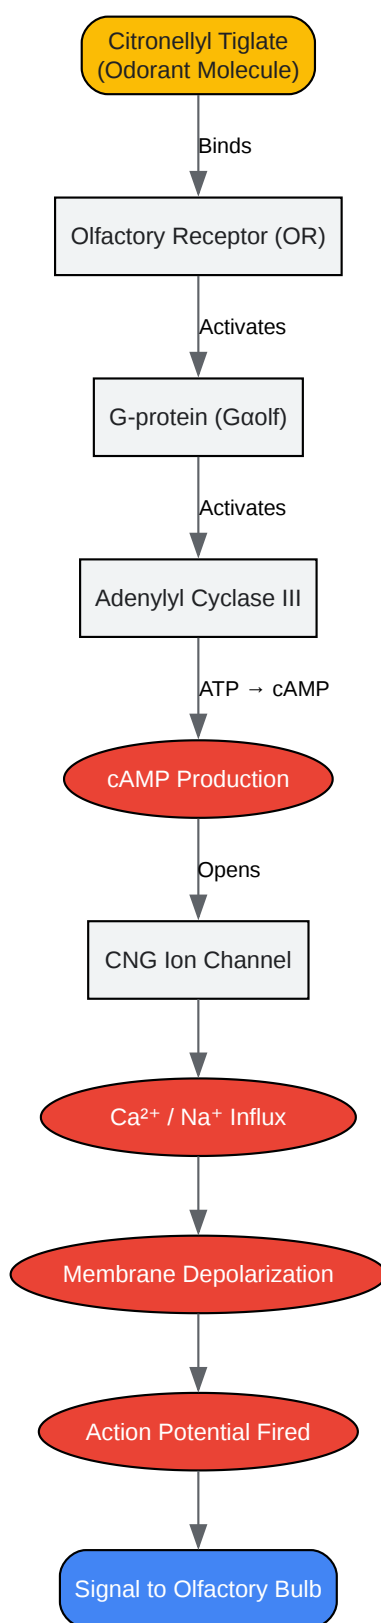 Citronellyl Tiglate
(Odorant Molecule)
Binds
Olfactory Receptor (OR)
Activates
G-protein (Gαolf)
Activates
Adenylyl Cyclase III
ATP → cAMP
cAMP Production
Opens
CNG Ion Channel
Ca²⁺ / Na⁺ Influx
Membrane Depolarization
Action Potential Fired
Signal to Olfactory Bulb